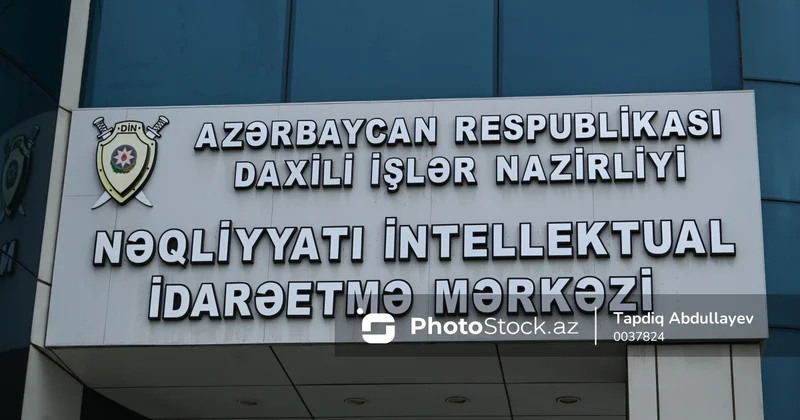 DİN
AZƏRBAYCAN RESPUBLİKASI
DAXİLİ İŞLƏR NAZİRLİYİ
NƏQLİYYATI İNTELLEKTUAL
İDARƏETMƏ MƏRKƏZİ
PhotoStock.az
Tapdiq Abdullayev
0037824